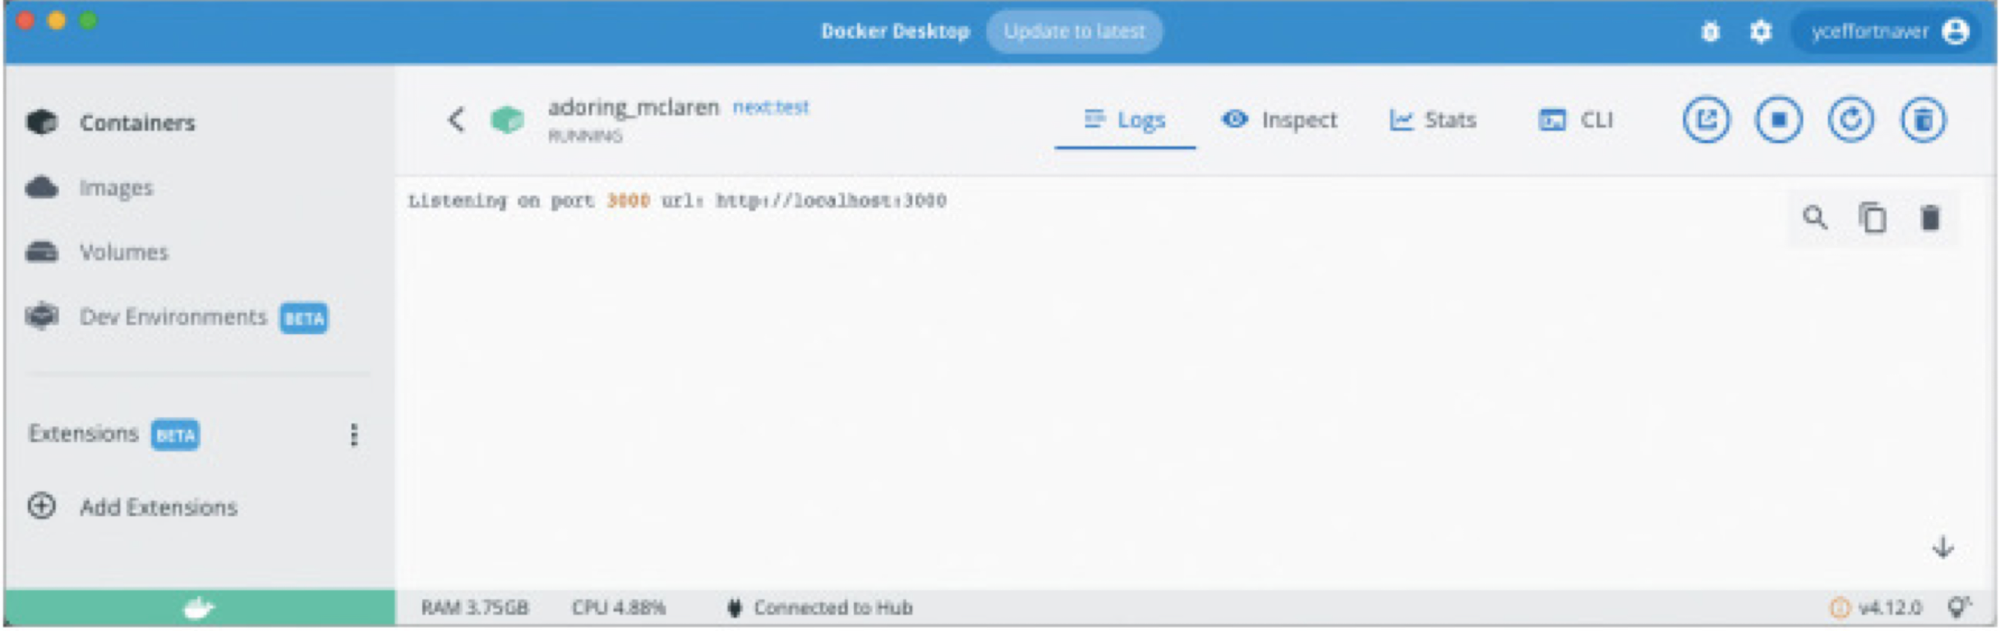 Docker Desktop Update to latest yceffortnaver
Containers
Images
Volumes
Dev Environments BETA
Extensions BETA
Add Extensions
adoring_mclaren next:test
RUNNING
Logs Inspect Stats CLI
Listening on port 3000 url: http://localhost:3000
RAM 3.75GB CPU 4.88% Connected to Hub v4.12.0